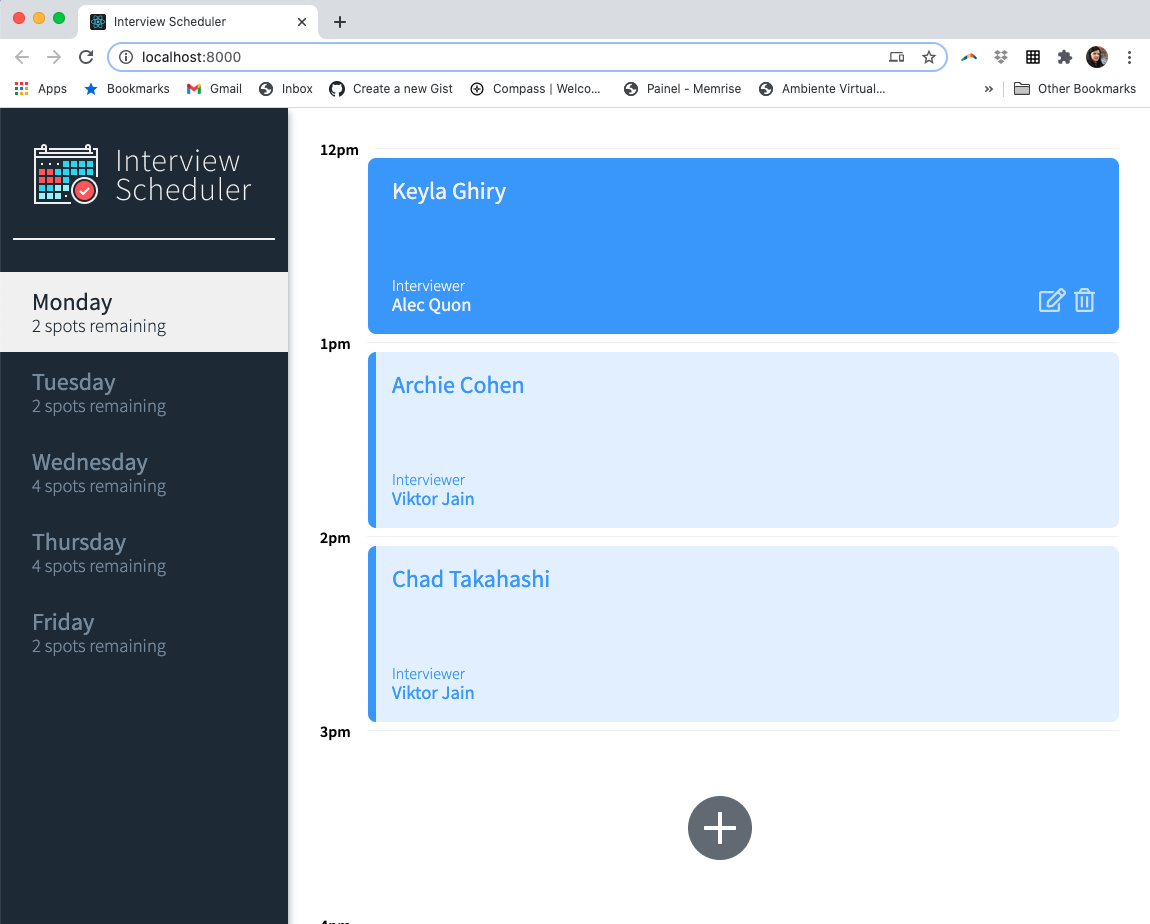 Interview Scheduler
localhost:8000
Apps
Bookmarks
Gmail
Inbox
Create a new Gist
Compass | Welco...
Painel - Memrise
Ambiente Virtual...
»
Other Bookmarks
Interview
Scheduler
Monday
2 spots remaining
Tuesday
2 spots remaining
Wednesday
4 spots remaining
Thursday
4 spots remaining
Friday
2 spots remaining
12pm
Keyla Ghiry
Interviewer
Alec Quon
1pm
Archie Cohen
Interviewer
Viktor Jain
2pm
Chad Takahashi
Interviewer
Viktor Jain
3pm